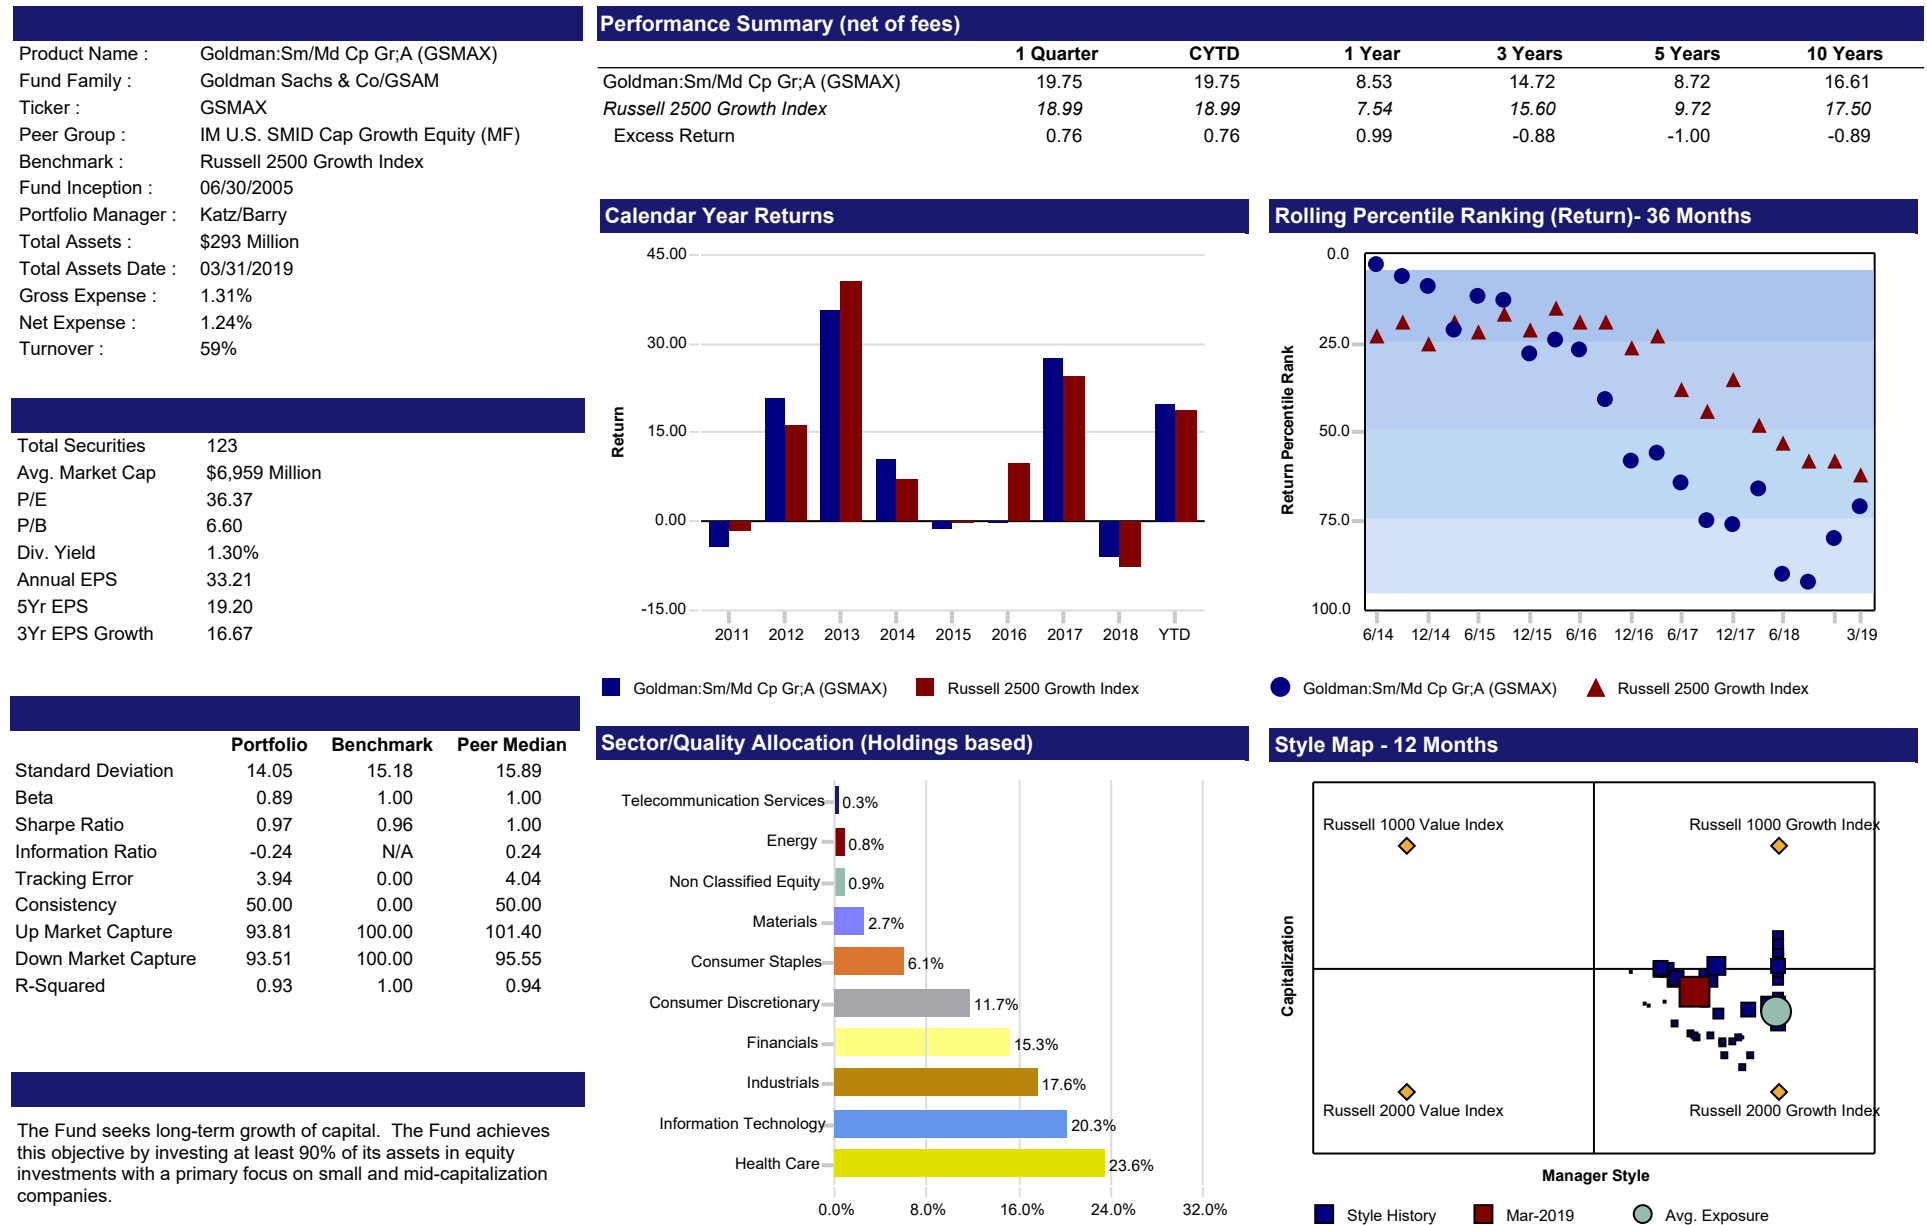 Product Name : Goldman:Sm/Md Cp Gr;A (GSMAX)
Fund Family : Goldman Sachs & Co/GSAM
Ticker : GSMAX
Peer Group : IM U.S. SMID Cap Growth Equity (MF)
Benchmark : Russell 2500 Growth Index
Fund Inception : 06/30/2005
Portfolio Manager : Katz/Barry
Total Assets : $293 Million
Total Assets Date : 03/31/2019
Gross Expense : 1.31%
Net Expense : 1.24%
Turnover : 59%
Total Securities 123
Avg. Market Cap $6,959 Million
P/E 36.37
P/B 6.60
Div. Yield 1.30%
Annual EPS 33.21
5Yr EPS 19.20
3Yr EPS Growth 16.67
Portfolio Benchmark Peer Median
Standard Deviation 14.05 15.18 15.89
Beta 0.89 1.00 1.00
Sharpe Ratio 0.97 0.96 1.00
Information Ratio -0.24 N/A 0.24
Tracking Error 3.94 0.00 4.04
Consistency 50.00 0.00 50.00
Up Market Capture 93.81 100.00 101.40
Down Market Capture 93.51 100.00 95.55
R-Squared 0.93 1.00 0.94
The Fund seeks long-term growth of capital. The Fund achieves
this objective by investing at least 90% of its assets in equity
investments with a primary focus on small and mid-capitalization
companies.
Performance Summary (net of fees)
1 Quarter CYTD 1 Year 3 Years 5 Years 10 Years
Goldman:Sm/Md Cp Gr;A (GSMAX) 19.75 19.75 8.53 14.72 8.72 16.61
Russell 2500 Growth Index 18.99 18.99 7.54 15.60 9.72 17.50
Excess Return 0.76 0.76 0.99 -0.88 -1.00 -0.89
Calendar Year Returns
45.00
30.00
15.00
0.00
-15.00
Return
2011 2012 2013 2014 2015 2016 2017 2018 YTD
Goldman:Sm/Md Cp Gr;A (GSMAX) Russell 2500 Growth Index
Rolling Percentile Ranking (Return)- 36 Months
0.0
25.0
50.0
75.0
100.0
Return Percentile Rank
6/14 12/14 6/15 12/15 6/16 12/16 6/17 12/17 6/18 3/19
Goldman:Sm/Md Cp Gr;A (GSMAX) Russell 2500 Growth Index
Sector/Quality Allocation (Holdings based)
Telecommunication Services 0.3%
Energy 0.8%
Non Classified Equity 0.9%
Materials 2.7%
Consumer Staples 6.1%
Consumer Discretionary 11.7%
Financials 15.3%
Industrials 17.6%
Information Technology 20.3%
Health Care 23.6%
0.0% 8.0% 16.0% 24.0% 32.0%
Style Map - 12 Months
Capitalization
Russell 1000 Value Index Russell 1000 Growth Index
Russell 2000 Value Index Russell 2000 Growth Index
Manager Style
Style History Mar-2019 Avg. Exposure